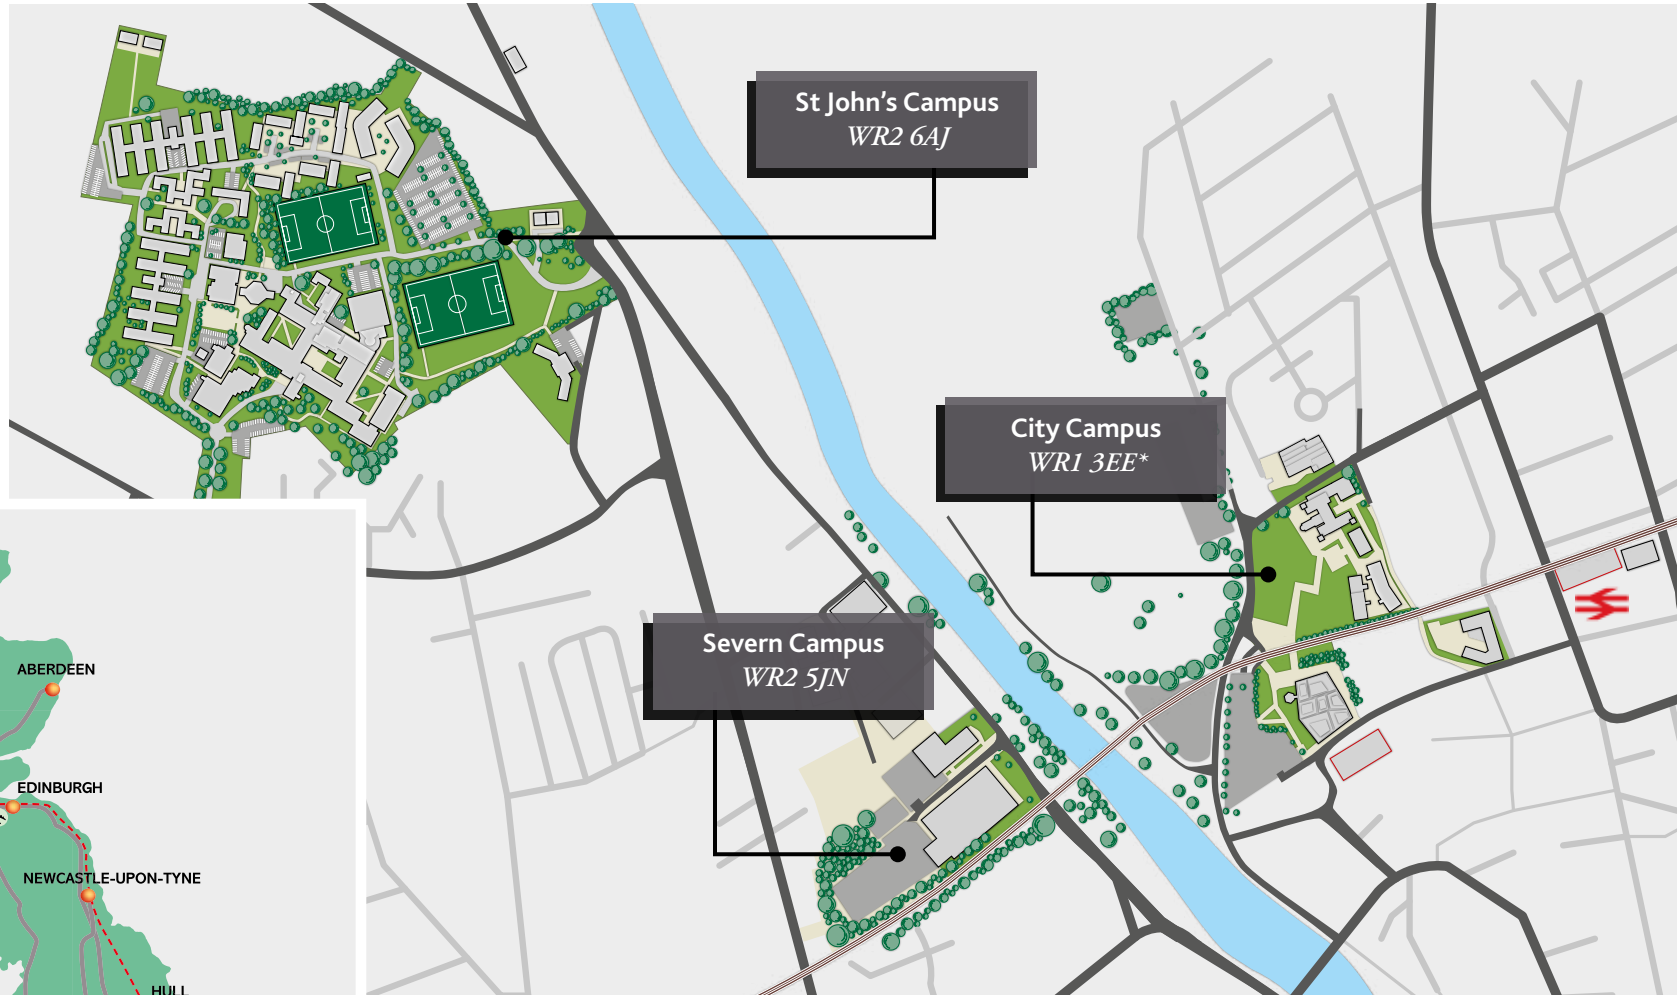 St John’s Campus
WR2 6AJ
City Campus
WR1 3EE*
Severn Campus
WR2 5JN
ABERDEEN
EDINBURGH
NEWCASTLE-UPON-TYNE
HULL